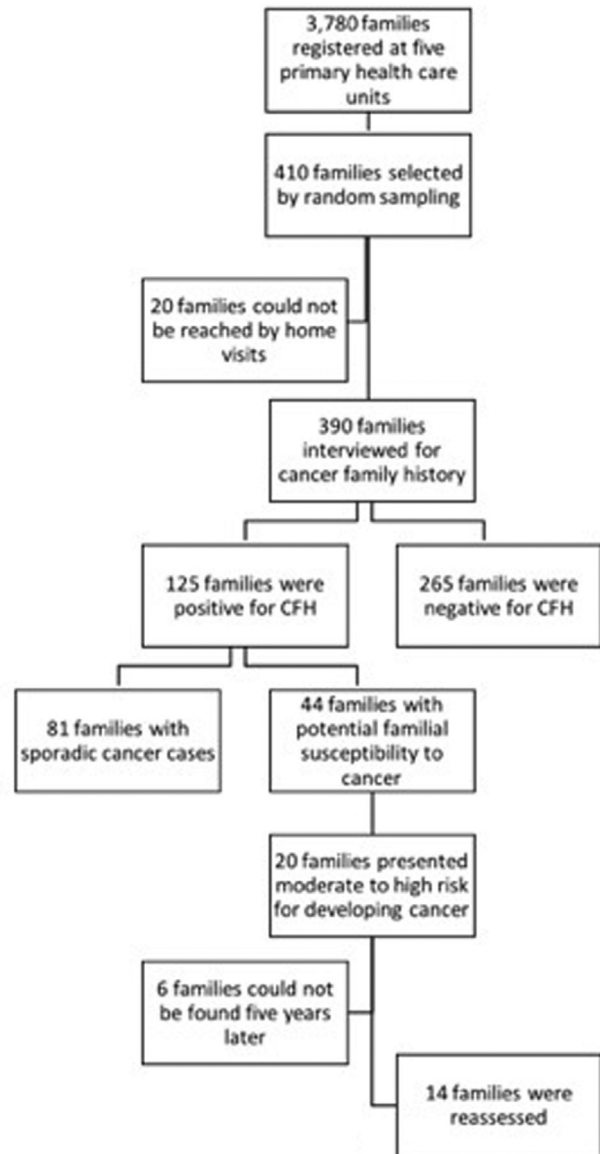 3,780 families
registered at five
primary health care
units
410 families selected
by random sampling
20 families could not
be reached by home
visits
390 families
interviewed for
cancer family history
125 families were
positive for CFH
265 families were
negative for CFH
81 families with
sporadic cancer cases
44 families with
potential familial
susceptibility to
cancer
20 families presented
moderate to high risk
for developing cancer
6 families could not
be found five years
later
14 families were
reassessed